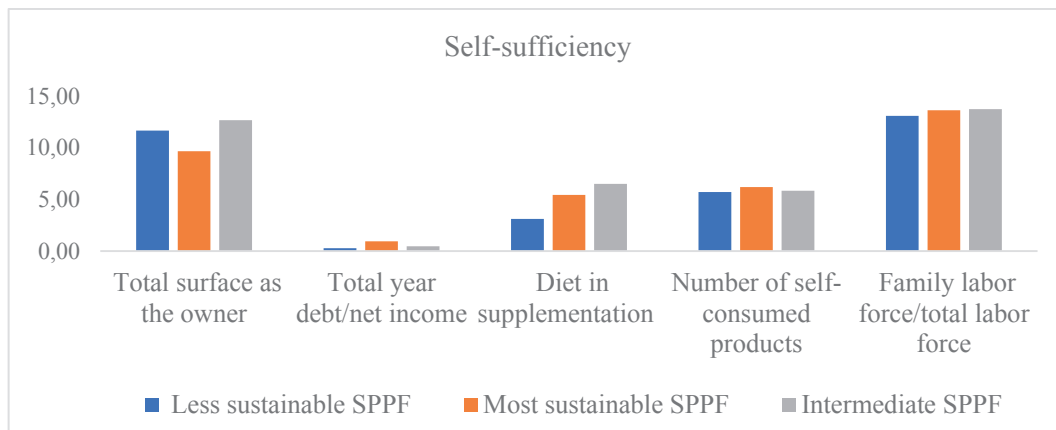 Self-sufficiency
15,00
10,00
5,00
0,00
Total surface as
the owner
Total year
debt/net income
Diet in
supplementation
Number of self-
consumed
products
Family labor
force/total labor
force
Less sustainable SPPF
Most sustainable SPPF
Intermediate SPPF